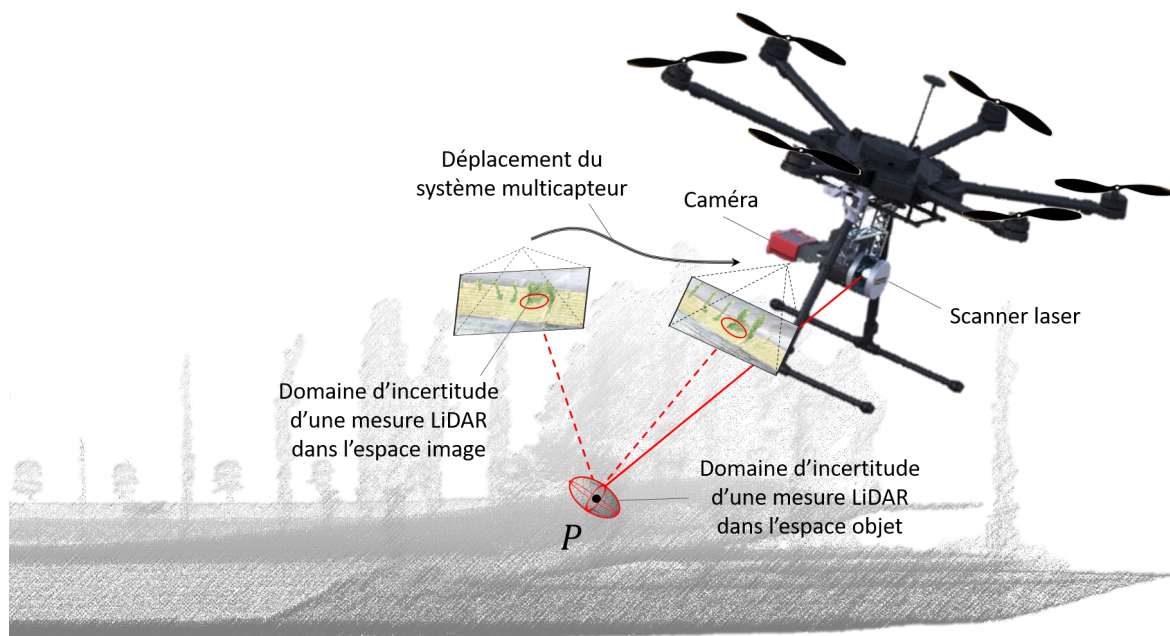 Déplacement du
système multicapteur
Caméra
Scanner laser
Domaine d'incertitude
d'une mesure LiDAR
dans l'espace image
Domaine d'incertitude
d'une mesure LiDAR
dans l'espace objet
P